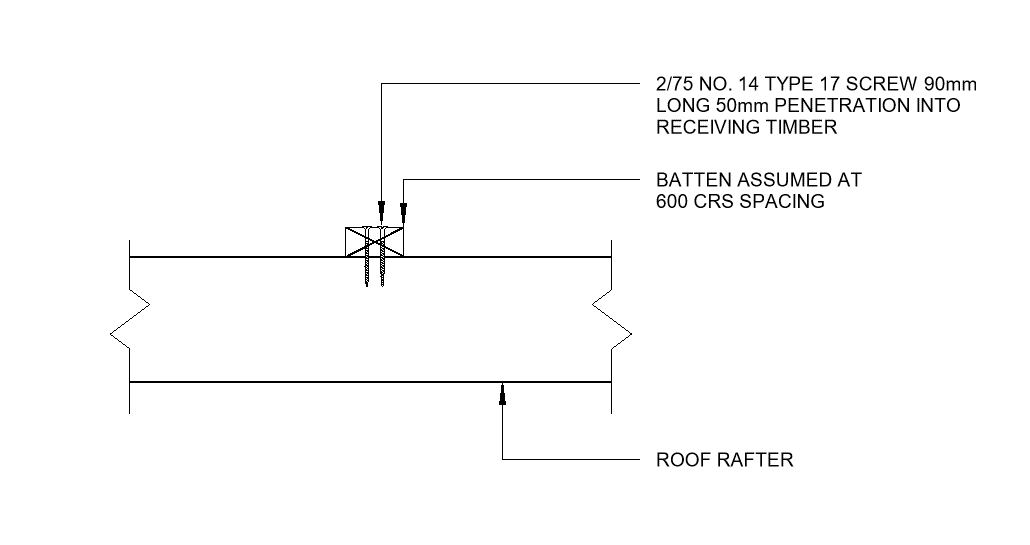 2/75 NO. 14 TYPE 17 SCREW 90mm
LONG 50mm PENETRATION INTO
RECEIVING TIMBER
BATTEN ASSUMED AT
600 CRS SPACING
ROOF RAFTER